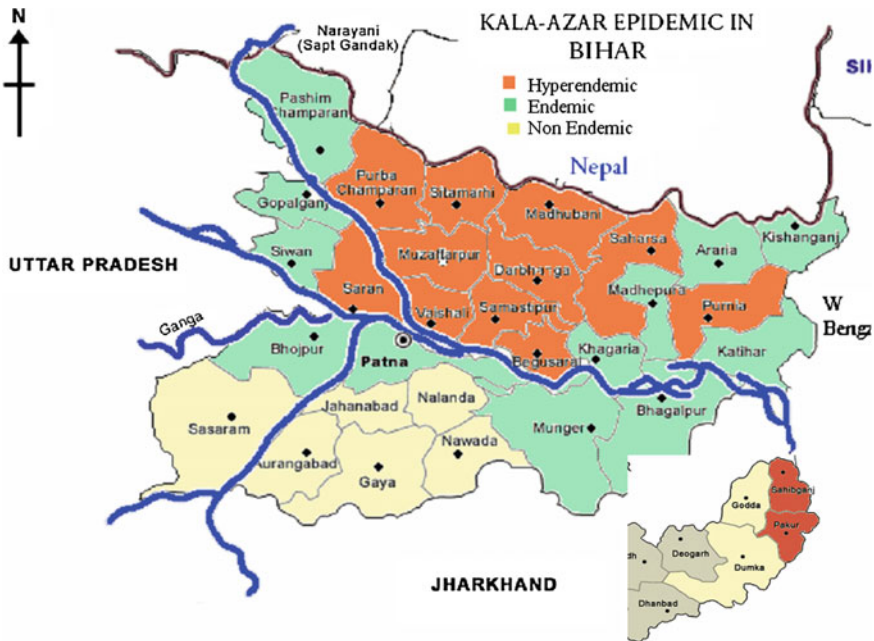 N
Narayani
(Sapt Gandak)
KALA-AZAR EPIDEMIC IN
BIHAR
Hyperendemic
Endemic
Non Endemic
SII
Nepal
Pashim
Champaran
Purba
Champaran
Sitamarhi
Gopalganj
Madhubani
Siwan
Muzaffarpur
Darbhanga
Saharsa
Araria
Kishanganj
UTTAR PRADESH
Madhepura
Saran
Vaishali
Samastipur
Purnia
W
Benga
Ganga
Bhojpur
Patna
Begusarai
Khagaria
Katihar
Jahanabad
Nalanda
Bhagalpur
Sasaram
Munger
Nawada
Aurangabad
Gaya
Sahibganj
Godda
Pakur
Deogarh
dh
Dumka
JHARKHAND
Dhanbad